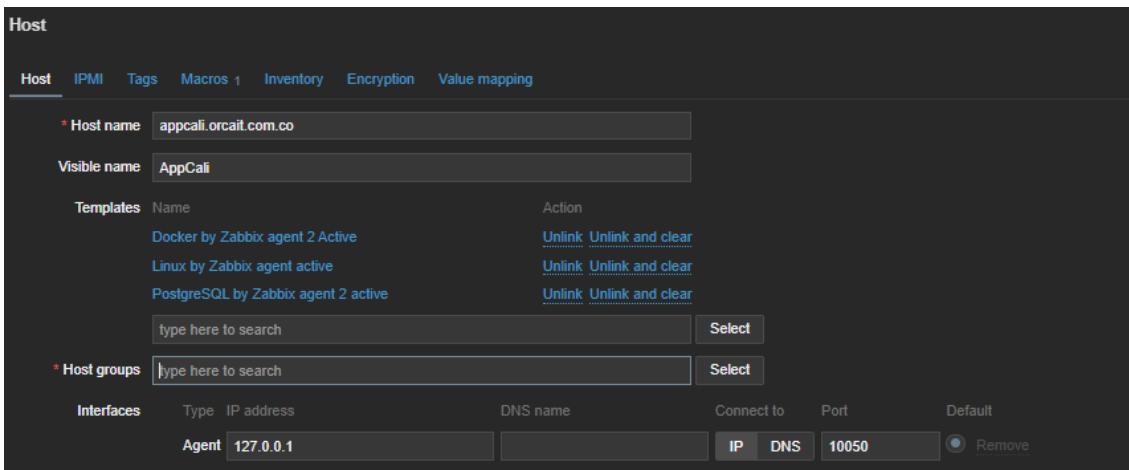 Host
Host IPMI Tags Macros 1 Inventory Encryption Value mapping
* Host name appcali.orcait.com.co
Visible name AppCali
Templates Name Action
Docker by Zabbix agent 2 Active Unlink Unlink and clear
Linux by Zabbix agent active Unlink Unlink and clear
PostgreSQL by Zabbix agent 2 active Unlink Unlink and clear
type here to search Select
* Host groups type here to search Select
Interfaces Type IP address DNS name Connect to Port Default
Agent 127.0.0.1 IP DNS 10050 Remove